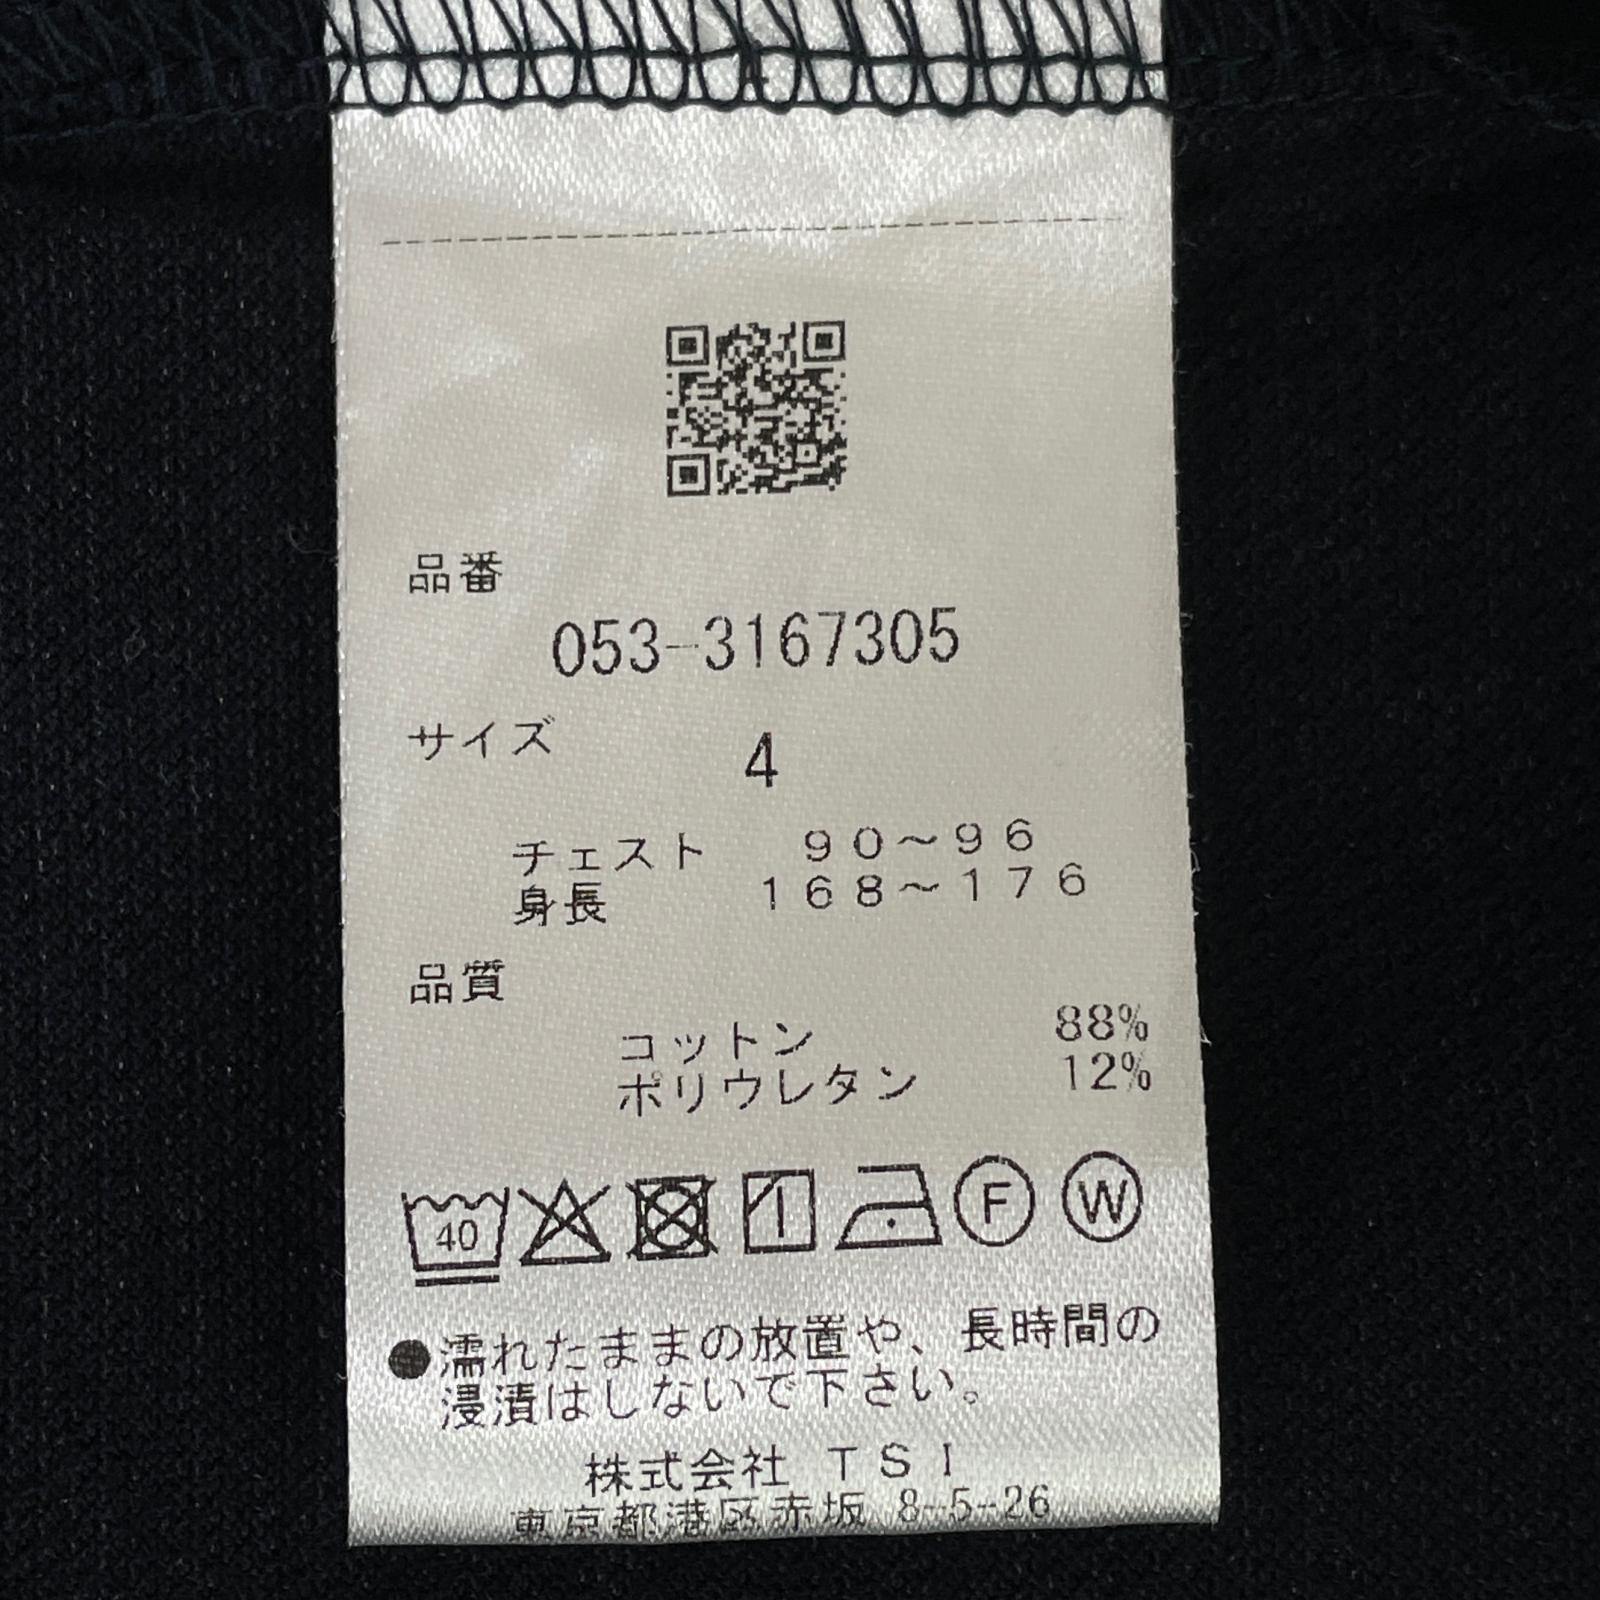 品番
053-3167305
サイズ 4
チェスト 90～96
身長 168～176
品質
コットン 88%
ポリウレタン 12%
40 F W
●濡れたままの放置や、長時間の
浸漬はしないで下さい。
株式会社 TSI
東京都港区赤坂 8-5-26